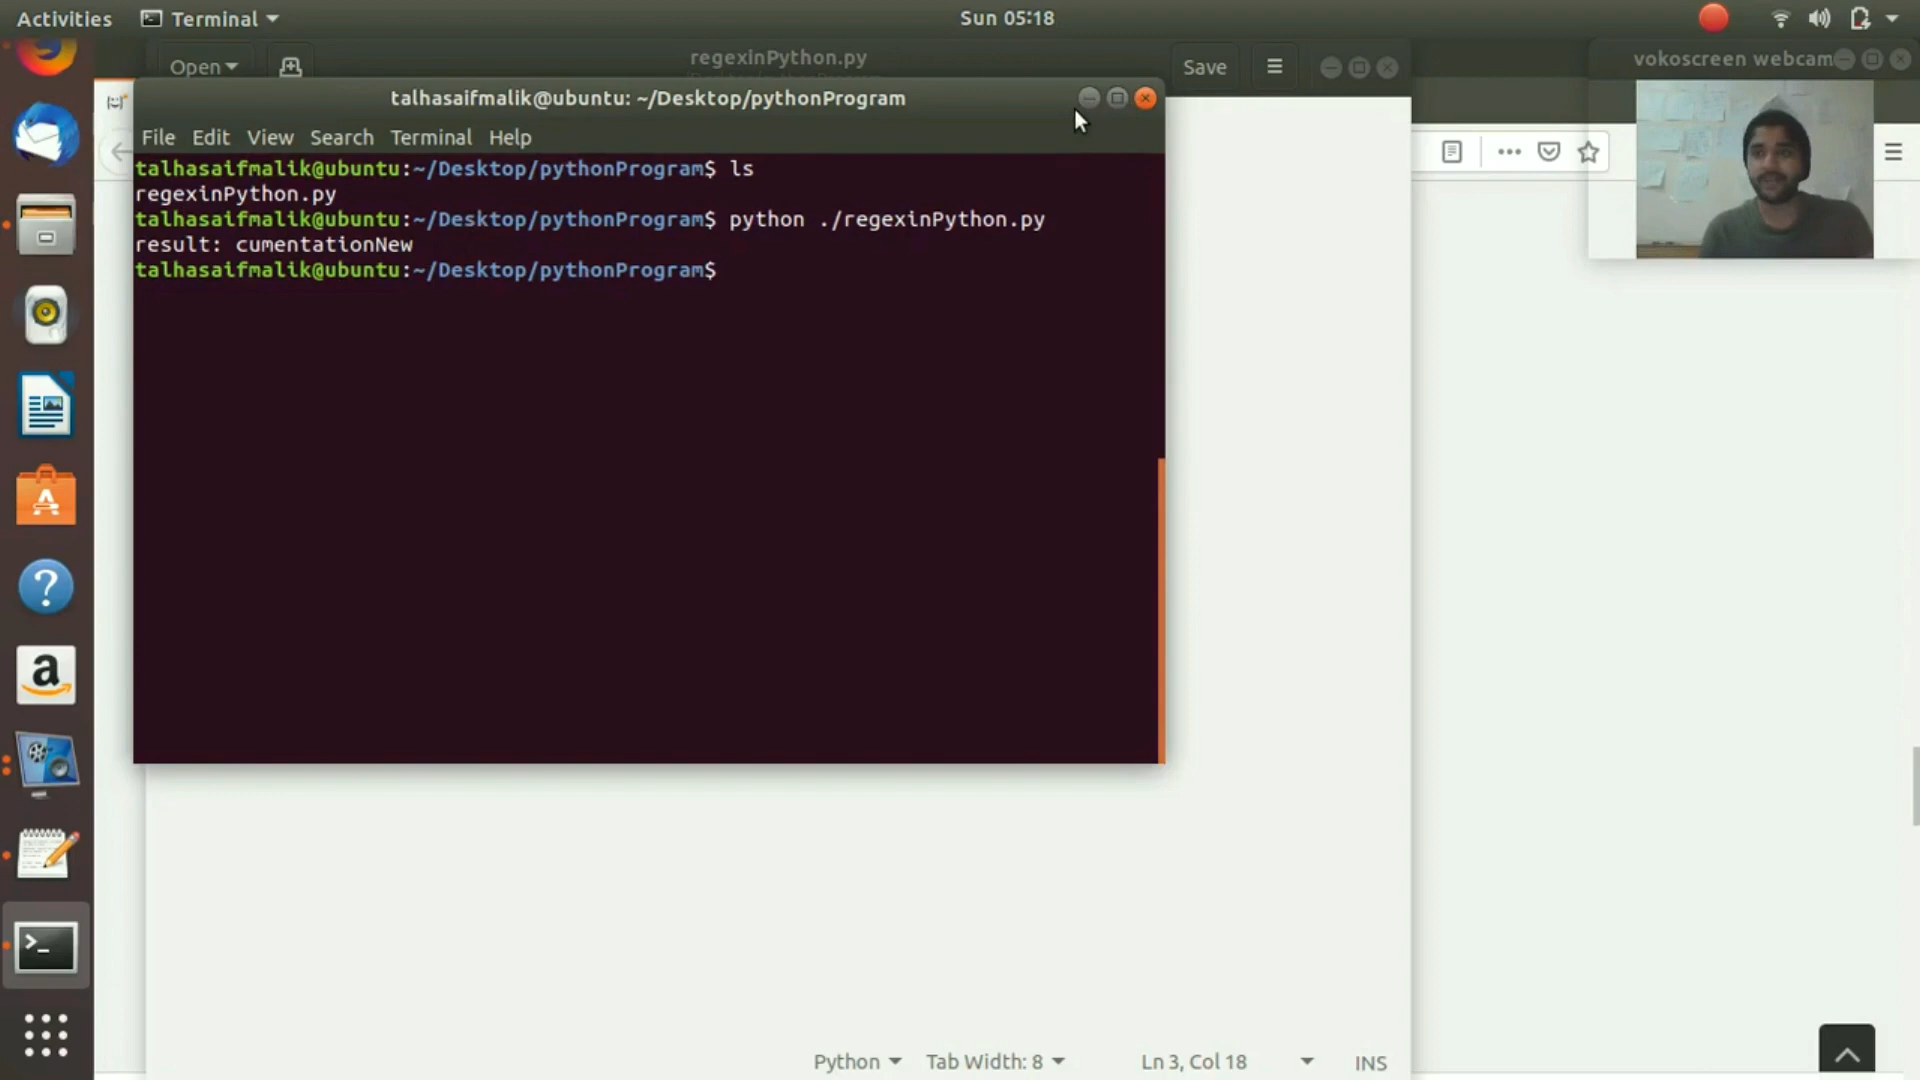 Activities
Terminal
Sun 05:18
Open
regexinPython.py
Save
vokoscreen webcam
talhasaifmalik@ubuntu: ~/Desktop/pythonProgram
File Edit View Search Terminal Help
talhasaifmalik@ubuntu:~/Desktop/pythonProgram$ ls
regexinPython.py
talhasaifmalik@ubuntu:~/Desktop/pythonProgram$ python ./regexinPython.py
result: cumentationNew
talhasaifmalik@ubuntu:~/Desktop/pythonProgram$
Python
Tab Width: 8
Ln 3, Col 18
INS